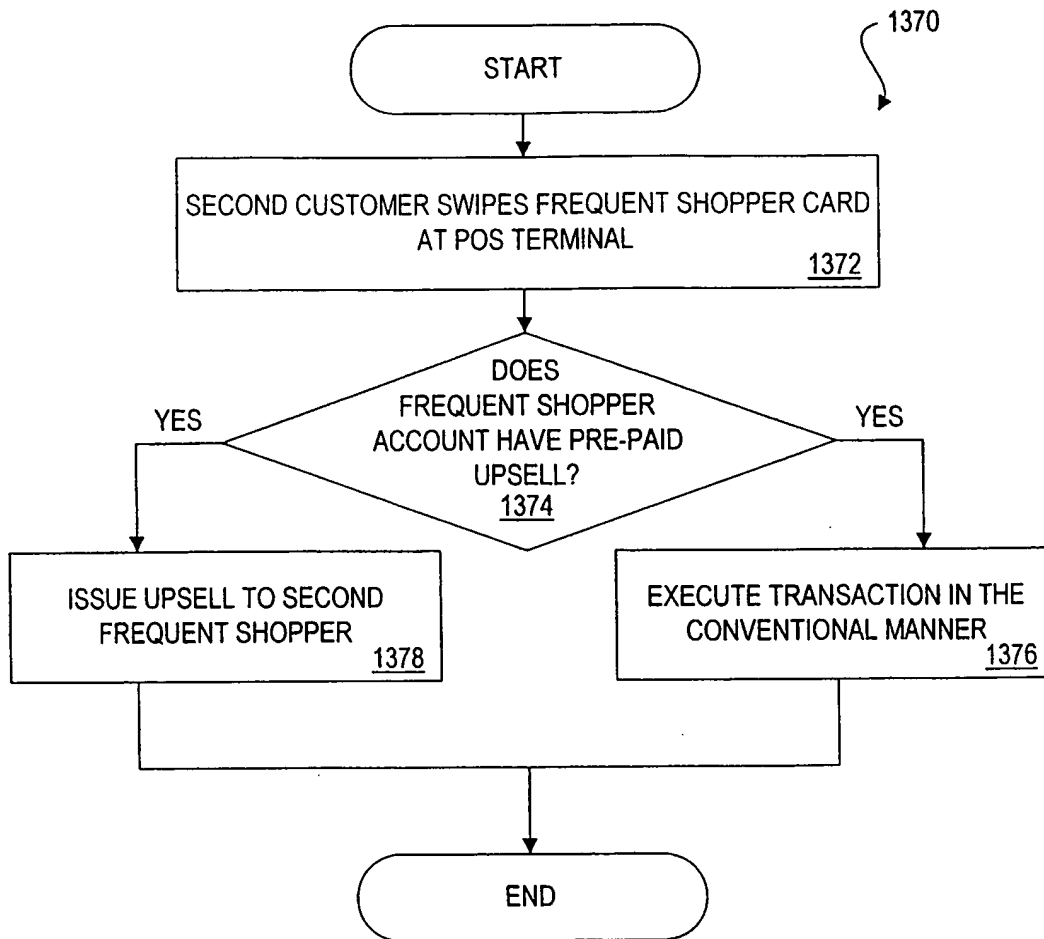 1370
START
SECOND CUSTOMER SWIPES FREQUENT SHOPPER CARD
AT POS TERMINAL
1372
DOES
FREQUENT SHOPPER
ACCOUNT HAVE PRE-PAID
UPSELL?
1374
YES
YES
ISSUE UPSELL TO SECOND
FREQUENT SHOPPER
1378
EXECUTE TRANSACTION IN THE
CONVENTIONAL MANNER
1376
END